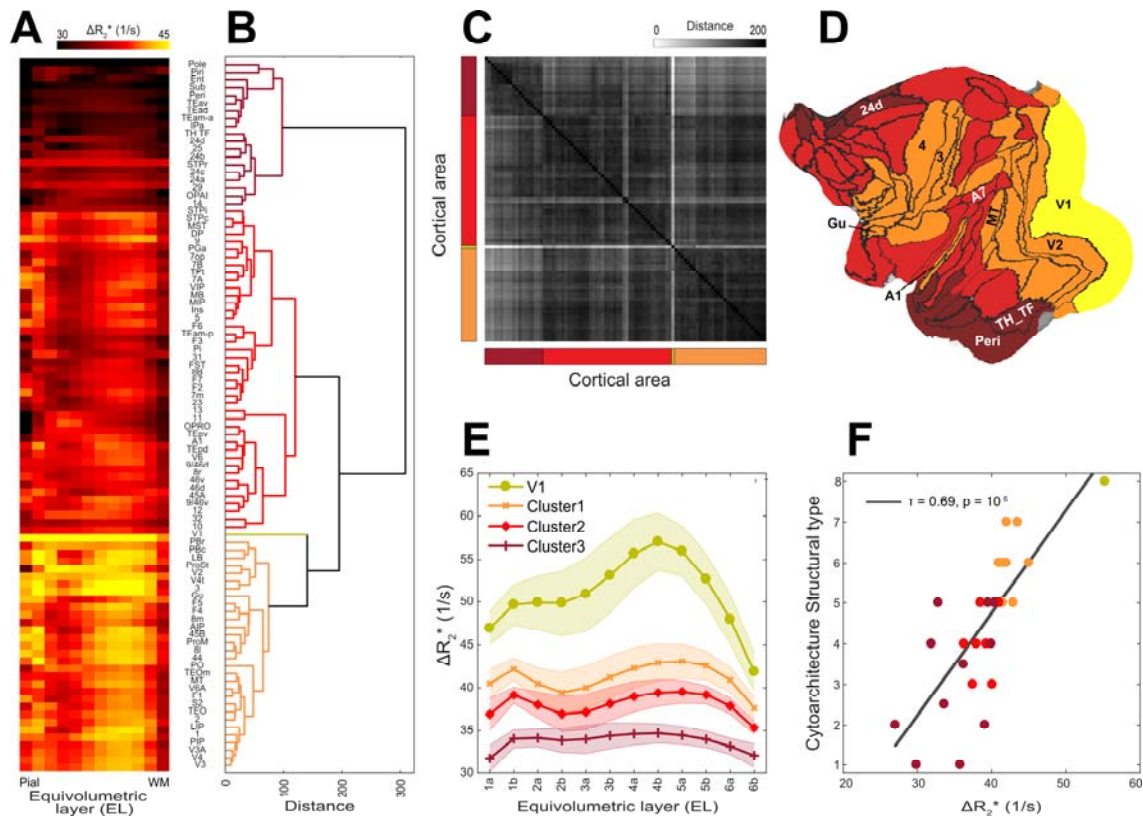 A
ΔR₂* (1/s)
30
45
Pial
WM
Equivolumetric
layer (EL)
B
Pole
Piri
Ent
Sub
Peri
TEav
TEad
TEam-a
IPa
TH_TF
24d
25
24b
STPr
24c
24a
29
OPAl
14
STPi
STPc
MST
DP
9
PGa
7op
7B
TPt
7A
VIP
MB
MIP
Ins
5
F6
TEam-p
F3
Pi
31
FST
8B
F7
F2
7m
23
13
11
OPRO
TEpv
A1
TEpd
V6
9/46d
8r
46v
46d
45A
9/46v
12
32
10
V1
PBr
PBc
LB
ProSt
V2
V4t
3
Gu
F5
F4
8m
AIP
45B
ProM
8l
44
PO
TEOm
MT
V6A
F1
S2
TEO
2
LIP
1
PIP
V3A
V4
V3
0
100
200
300
Distance
C
Distance
0
200
Cortical area
Cortical area
D
24d
4
3
A7
MT
V1
Gu
V2
A1
TH_TF
Peri
E
V1
Cluster1
Cluster2
Cluster3
65
60
55
50
45
40
35
30
ΔR₂* (1/s)
1a
1b
2a
2b
3a
3b
4a
4b
5a
5b
6a
6b
Equivolumetric layer (EL)
F
τ = 0.69, p = 10⁶
8
7
6
5
4
3
2
1
Cytoarchitecture Structural type
20
30
40
50
60
ΔR₂* (1/s)